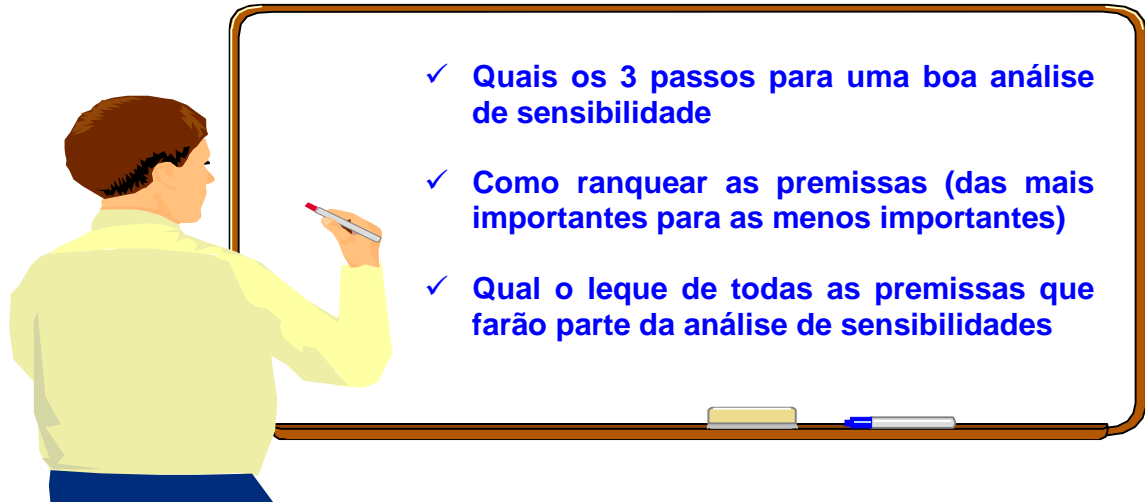 ✓ Quais os 3 passos para uma boa análise
de sensibilidade
✓ Como ranquear as premissas (das mais
importantes para as menos importantes)
✓ Qual o leque de todas as premissas que
farão parte da análise de sensibilidades